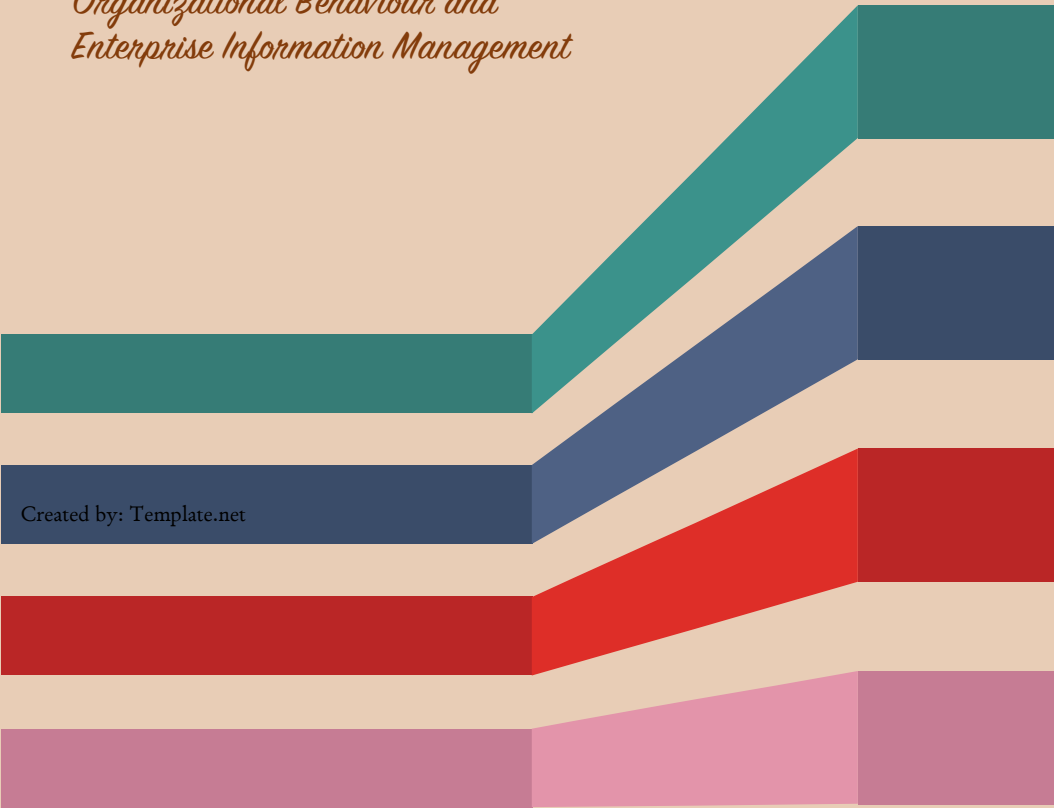 Organizational Behaviour and
Enterprise Information Management
Created by: Template.net